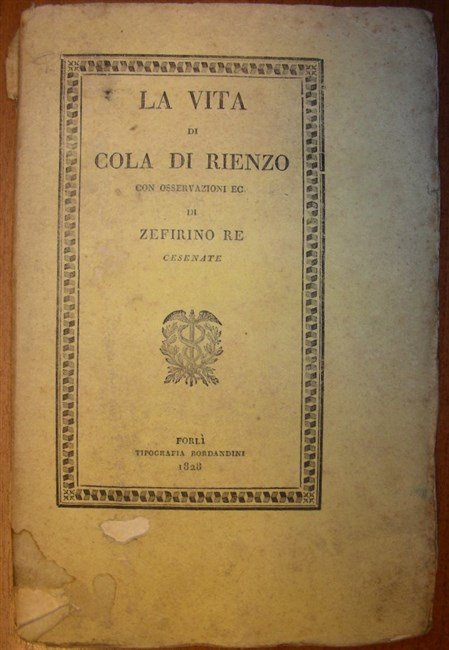 LA VITA
DI
COLA DI RIENZO
CON OSSERVAZIONI EC.
DI
ZEFIRINO RE
CESENATE
FORLÌ
TIPOGRAFIA BORDANDINI
1828